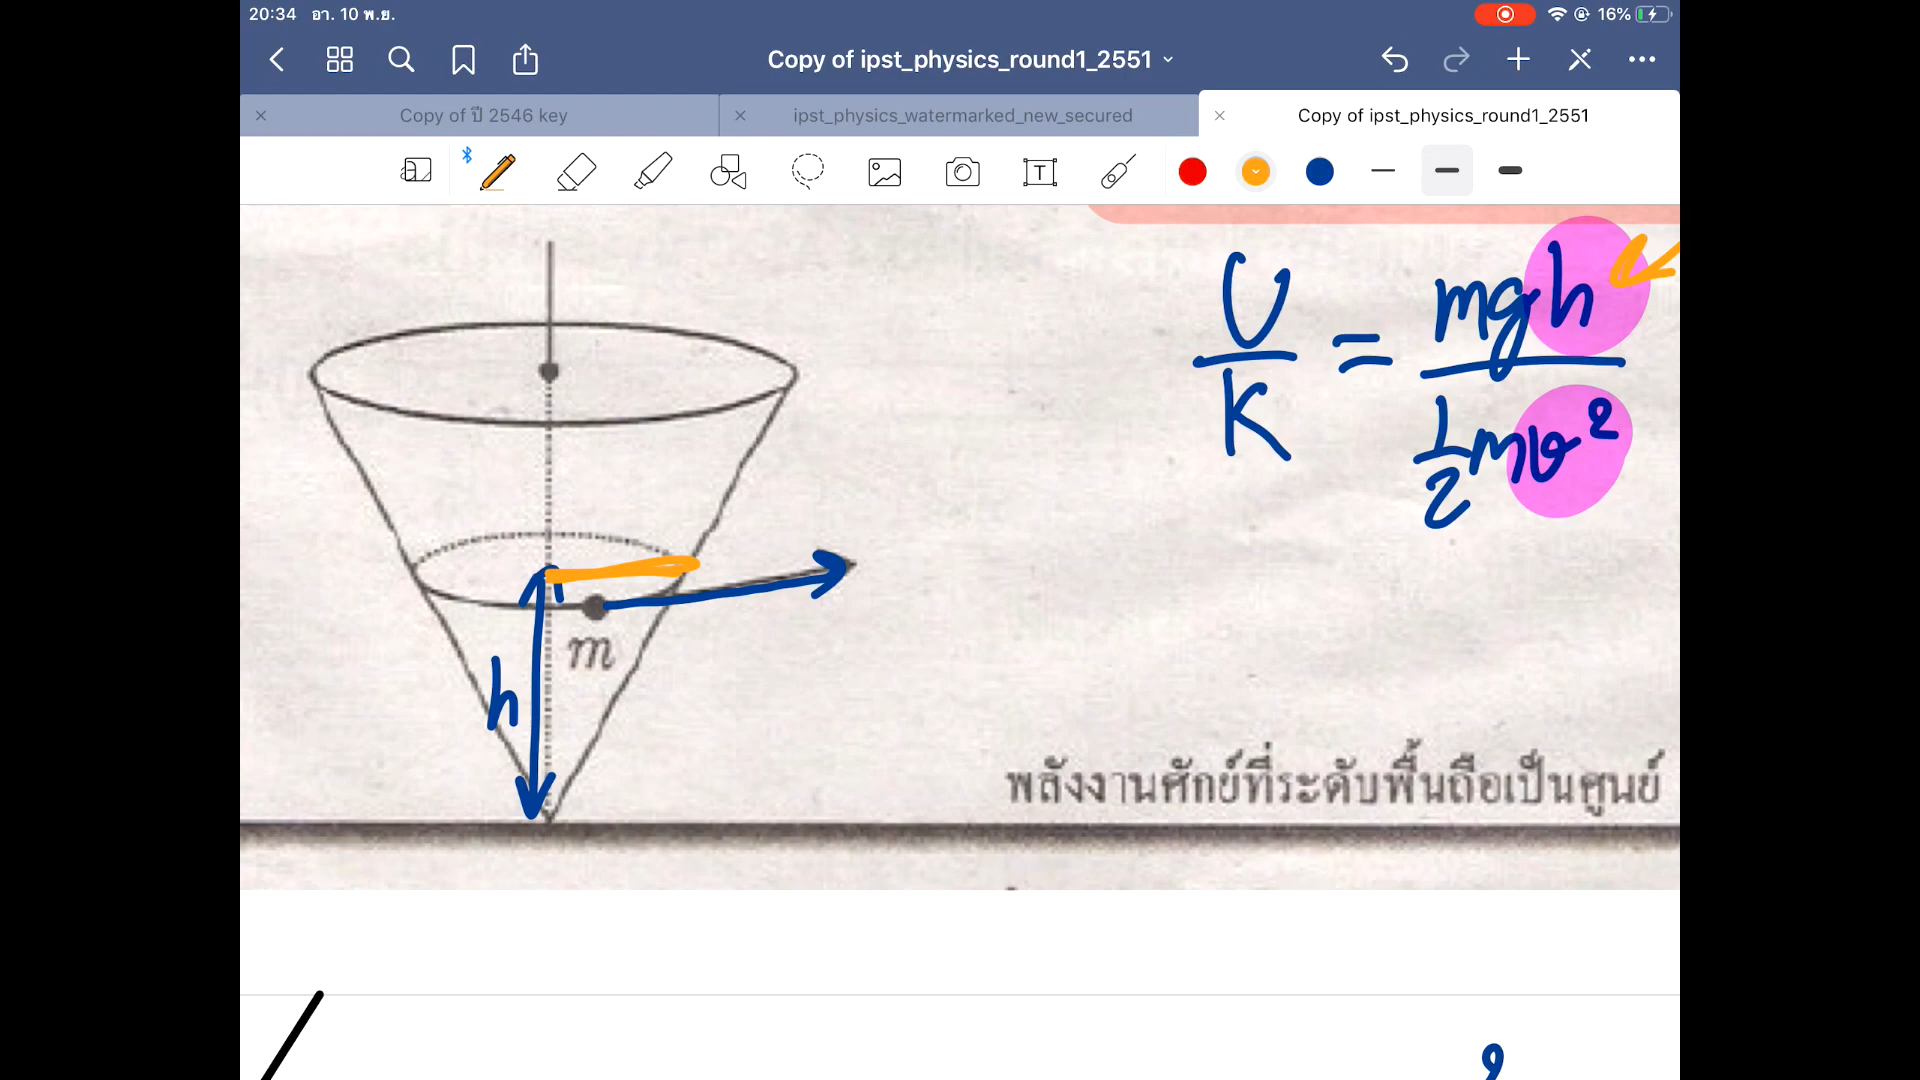 20:34 อา. 10 พ.ย.
16%
Copy of ipst_physics_round1_2551
Copy of ปี 2546 key
ipst_physics_watermarked_new_secured
Copy of ipst_physics_round1_2551
U/K = mgh / ½mv²
m
h
พลังงานศักย์ที่ระดับพื้นถือเป็นศูนย์